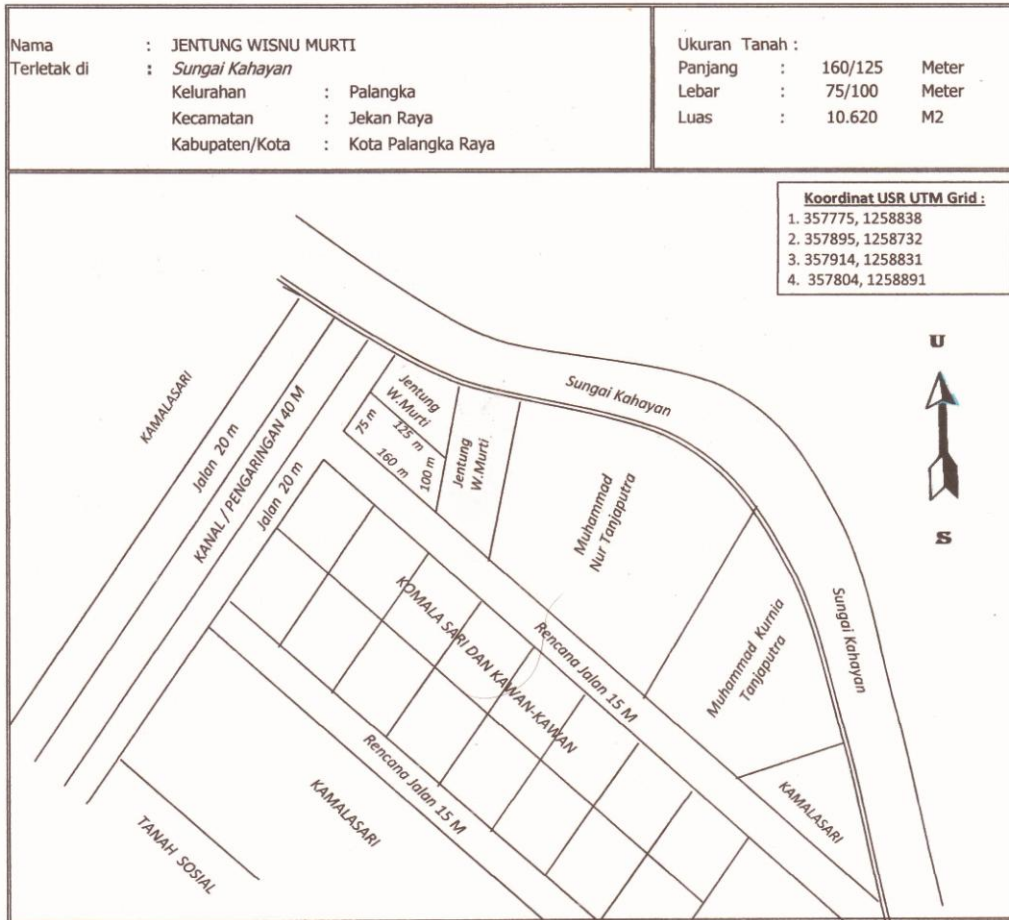 Nama : JENTUNG WISNU MURTI
Terletak di : Sungai Kahayan
Kelurahan : Palangka
Kecamatan : Jekan Raya
Kabupaten/Kota : Kota Palangka Raya
Ukuran Tanah :
Panjang : 160/125 Meter
Lebar : 75/100 Meter
Luas : 10.620 M2
Koordinat USR UTM Grid :
1. 357775, 1258838
2. 357895, 1258732
3. 357914, 1258831
4. 357804, 1258891
U
S
KAMALASARI
Jalan 20 m
KANAL / PENGARINGAN 40 M
Jalan 20 m
Jentung
W.Murti
75 m
125 m
160 m
100 m
Jentung
W.Murti
Sungai Kahayan
Muhammad
Nur Tanjaputra
Muhammad Kurnia
Tanjaputra
Sungai Kahayan
KAMALASARI
Rencana Jalan 15 M
KOMALA SARI DAN KAWAN-KAWAN
Rencana Jalan 15 M
KAMALASARI
TANAH SOSIAL